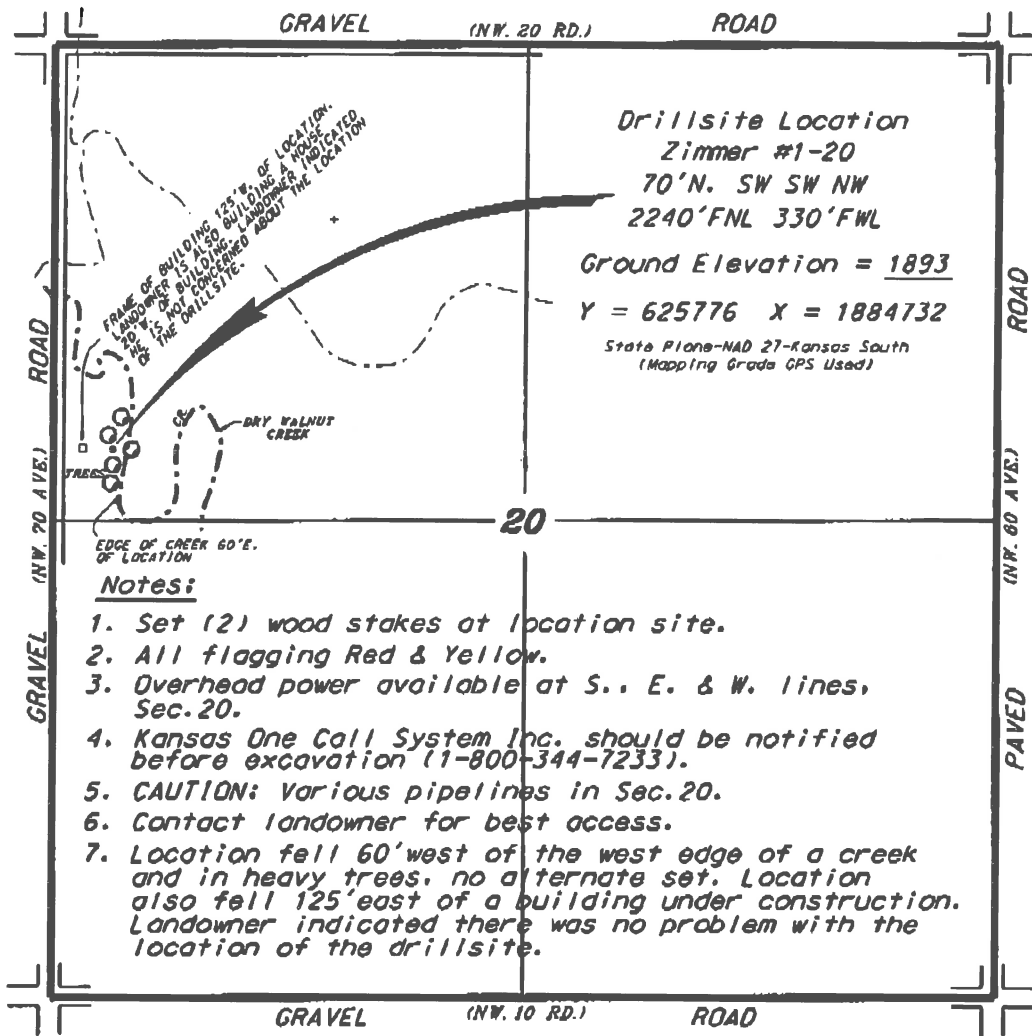 GRAVEL (NW. 20 RD.) ROAD
Drillsite Location
Zimmer #1-20
70'N. SW SW NW
2240'FNL 330'FWL
Ground Elevation = 1893
Y = 625776 X = 1884732
State Plane-NAD 27-Kansas South
(Mapping Grade GPS Used)
FRAME OF BUILDING 125'W. OF LOCATION.
LANDOWNER IS ALSO BUILDING A HOUSE
20'W. OF BUILDING. LANDOWNER INDICATED
HE IS NOT CONCERNED ABOUT THE LOCATION
OF THE DRILLSITE.
DRY WALNUT
CREEK
TREES
EDGE OF CREEK 60'E.
OF LOCATION
20
GRAVEL (NW. 70 AVE.) ROAD
PAVED (NW. 60 AVE.) ROAD
Notes:
1. Set (2) wood stakes at location site.
2. All flagging Red & Yellow.
3. Overhead power available at S., E. & W. lines,
Sec.20.
4. Kansas One Call System Inc. should be notified
before excavation (1-800-344-7233).
5. CAUTION: Various pipelines in Sec.20.
6. Contact landowner for best access.
7. Location fell 60'west of the west edge of a creek
and in heavy trees, no alternate set. Location
also fell 125'east of a building under construction.
Landowner indicated there was no problem with the
location of the drillsite.
GRAVEL (NW. 10 RD.) ROAD